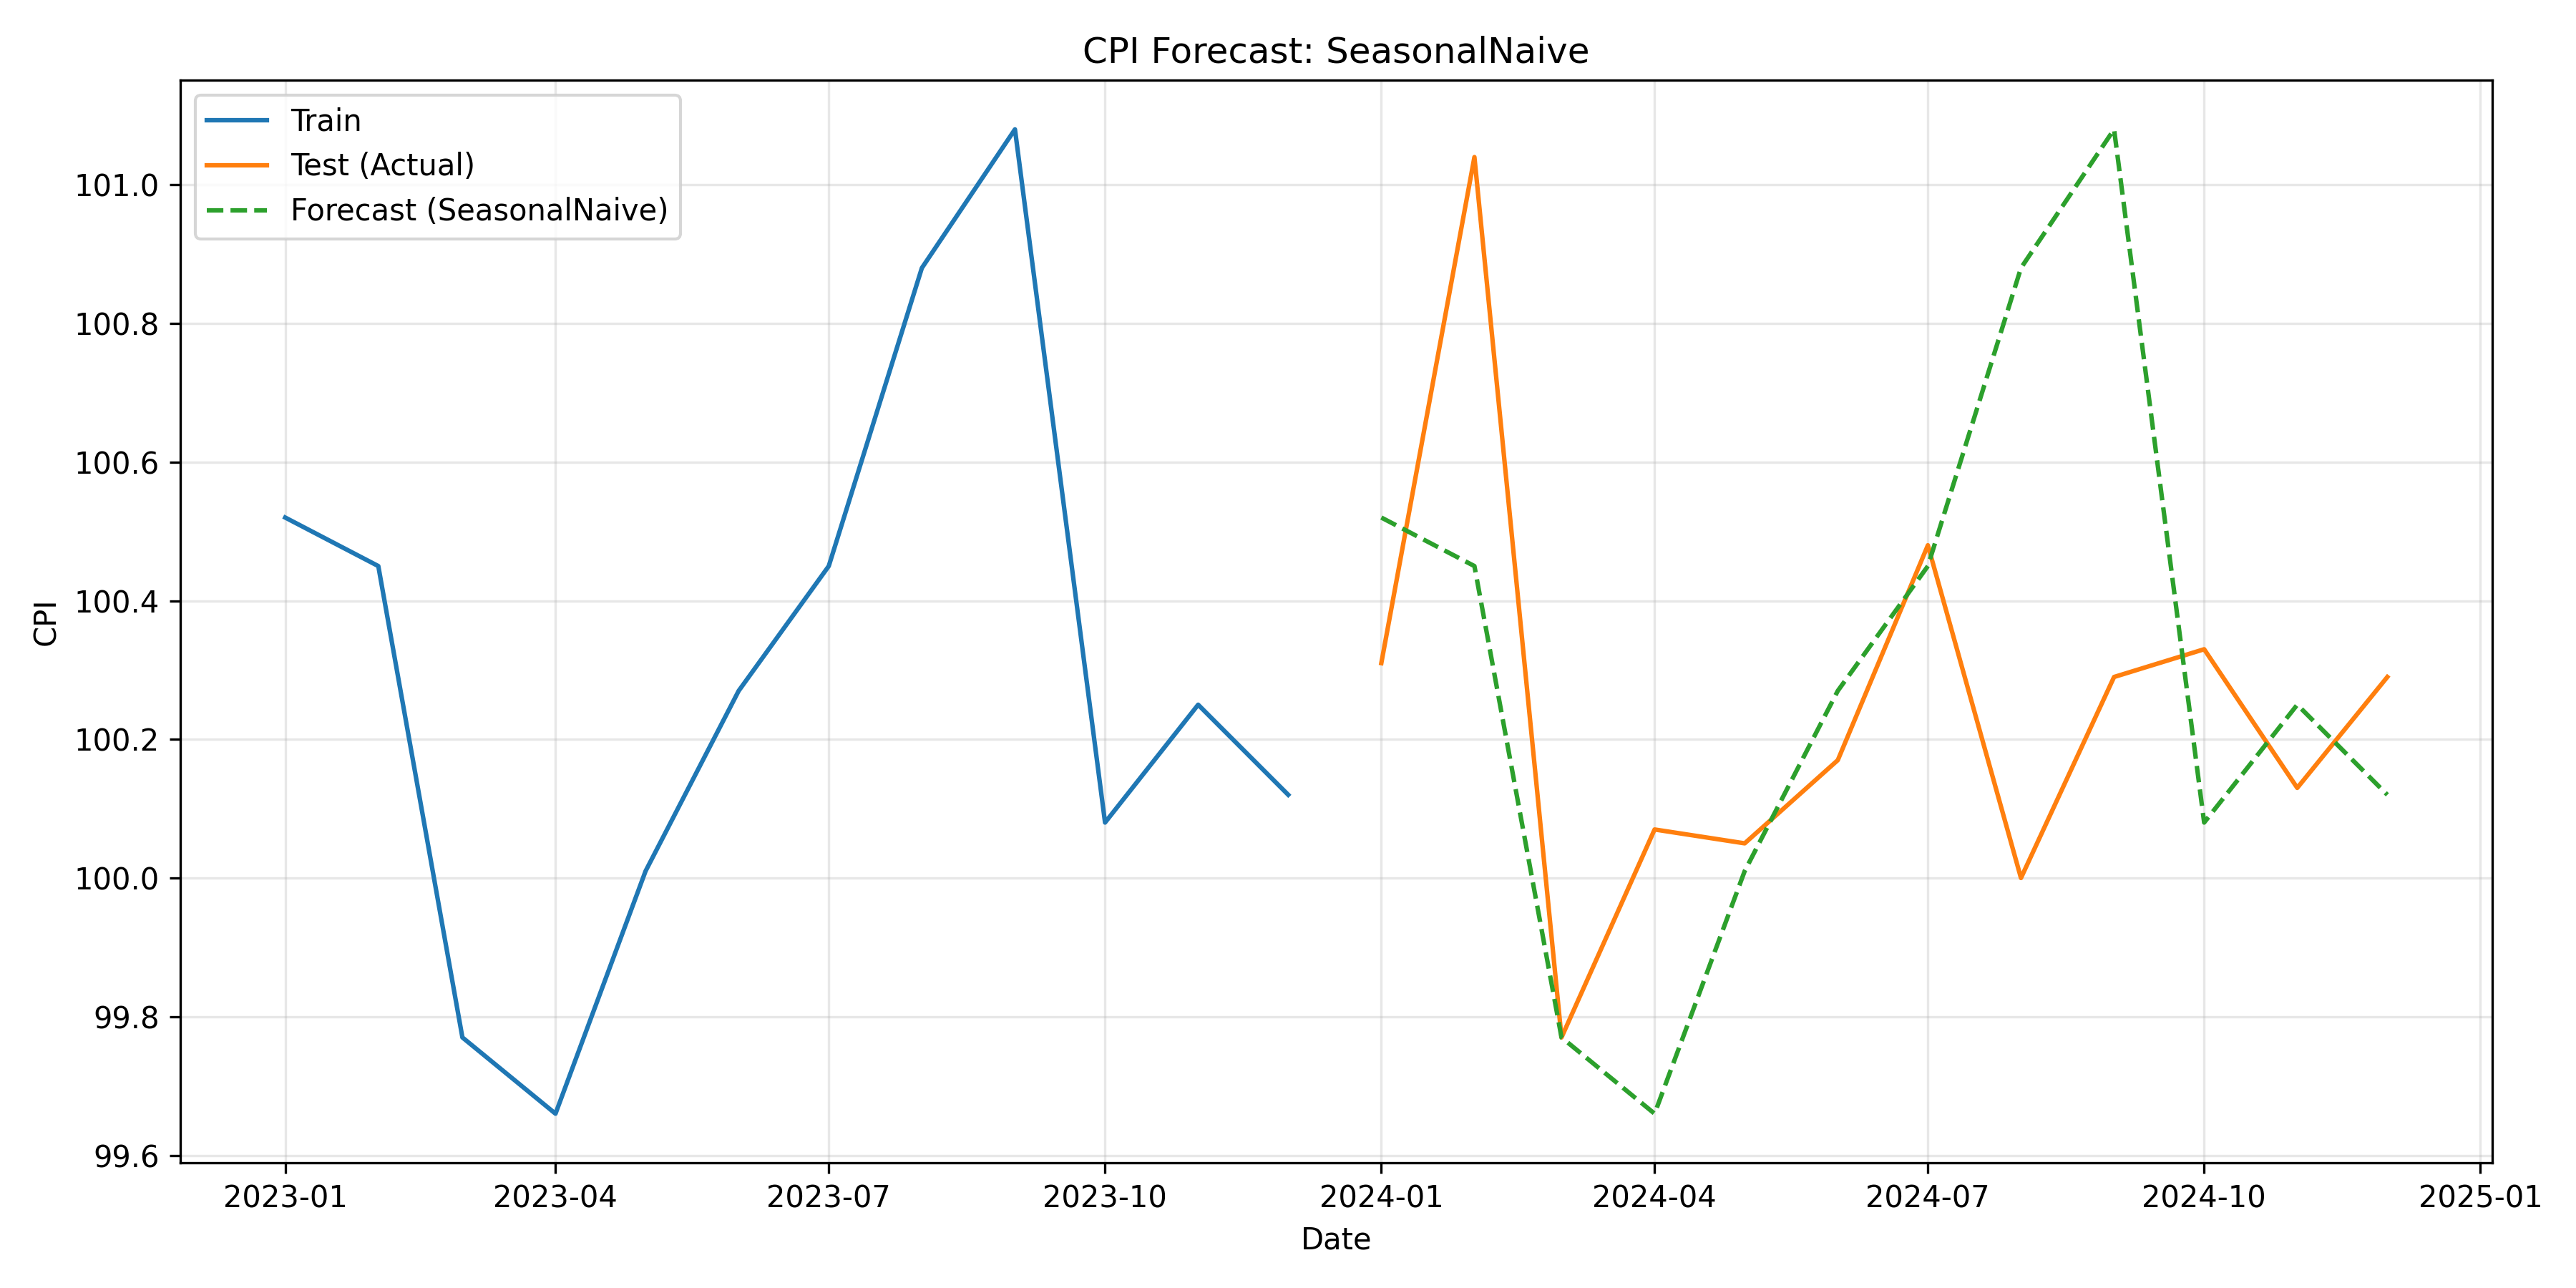 CPI Forecast: SeasonalNaive
Train
Test (Actual)
Forecast (SeasonalNaive)
101.0
100.8
100.6
100.4
100.2
100.0
99.8
99.6
CPI
2023-01 2023-04 2023-07 2023-10 2024-01 2024-04 2024-07 2024-10 2025-01
Date